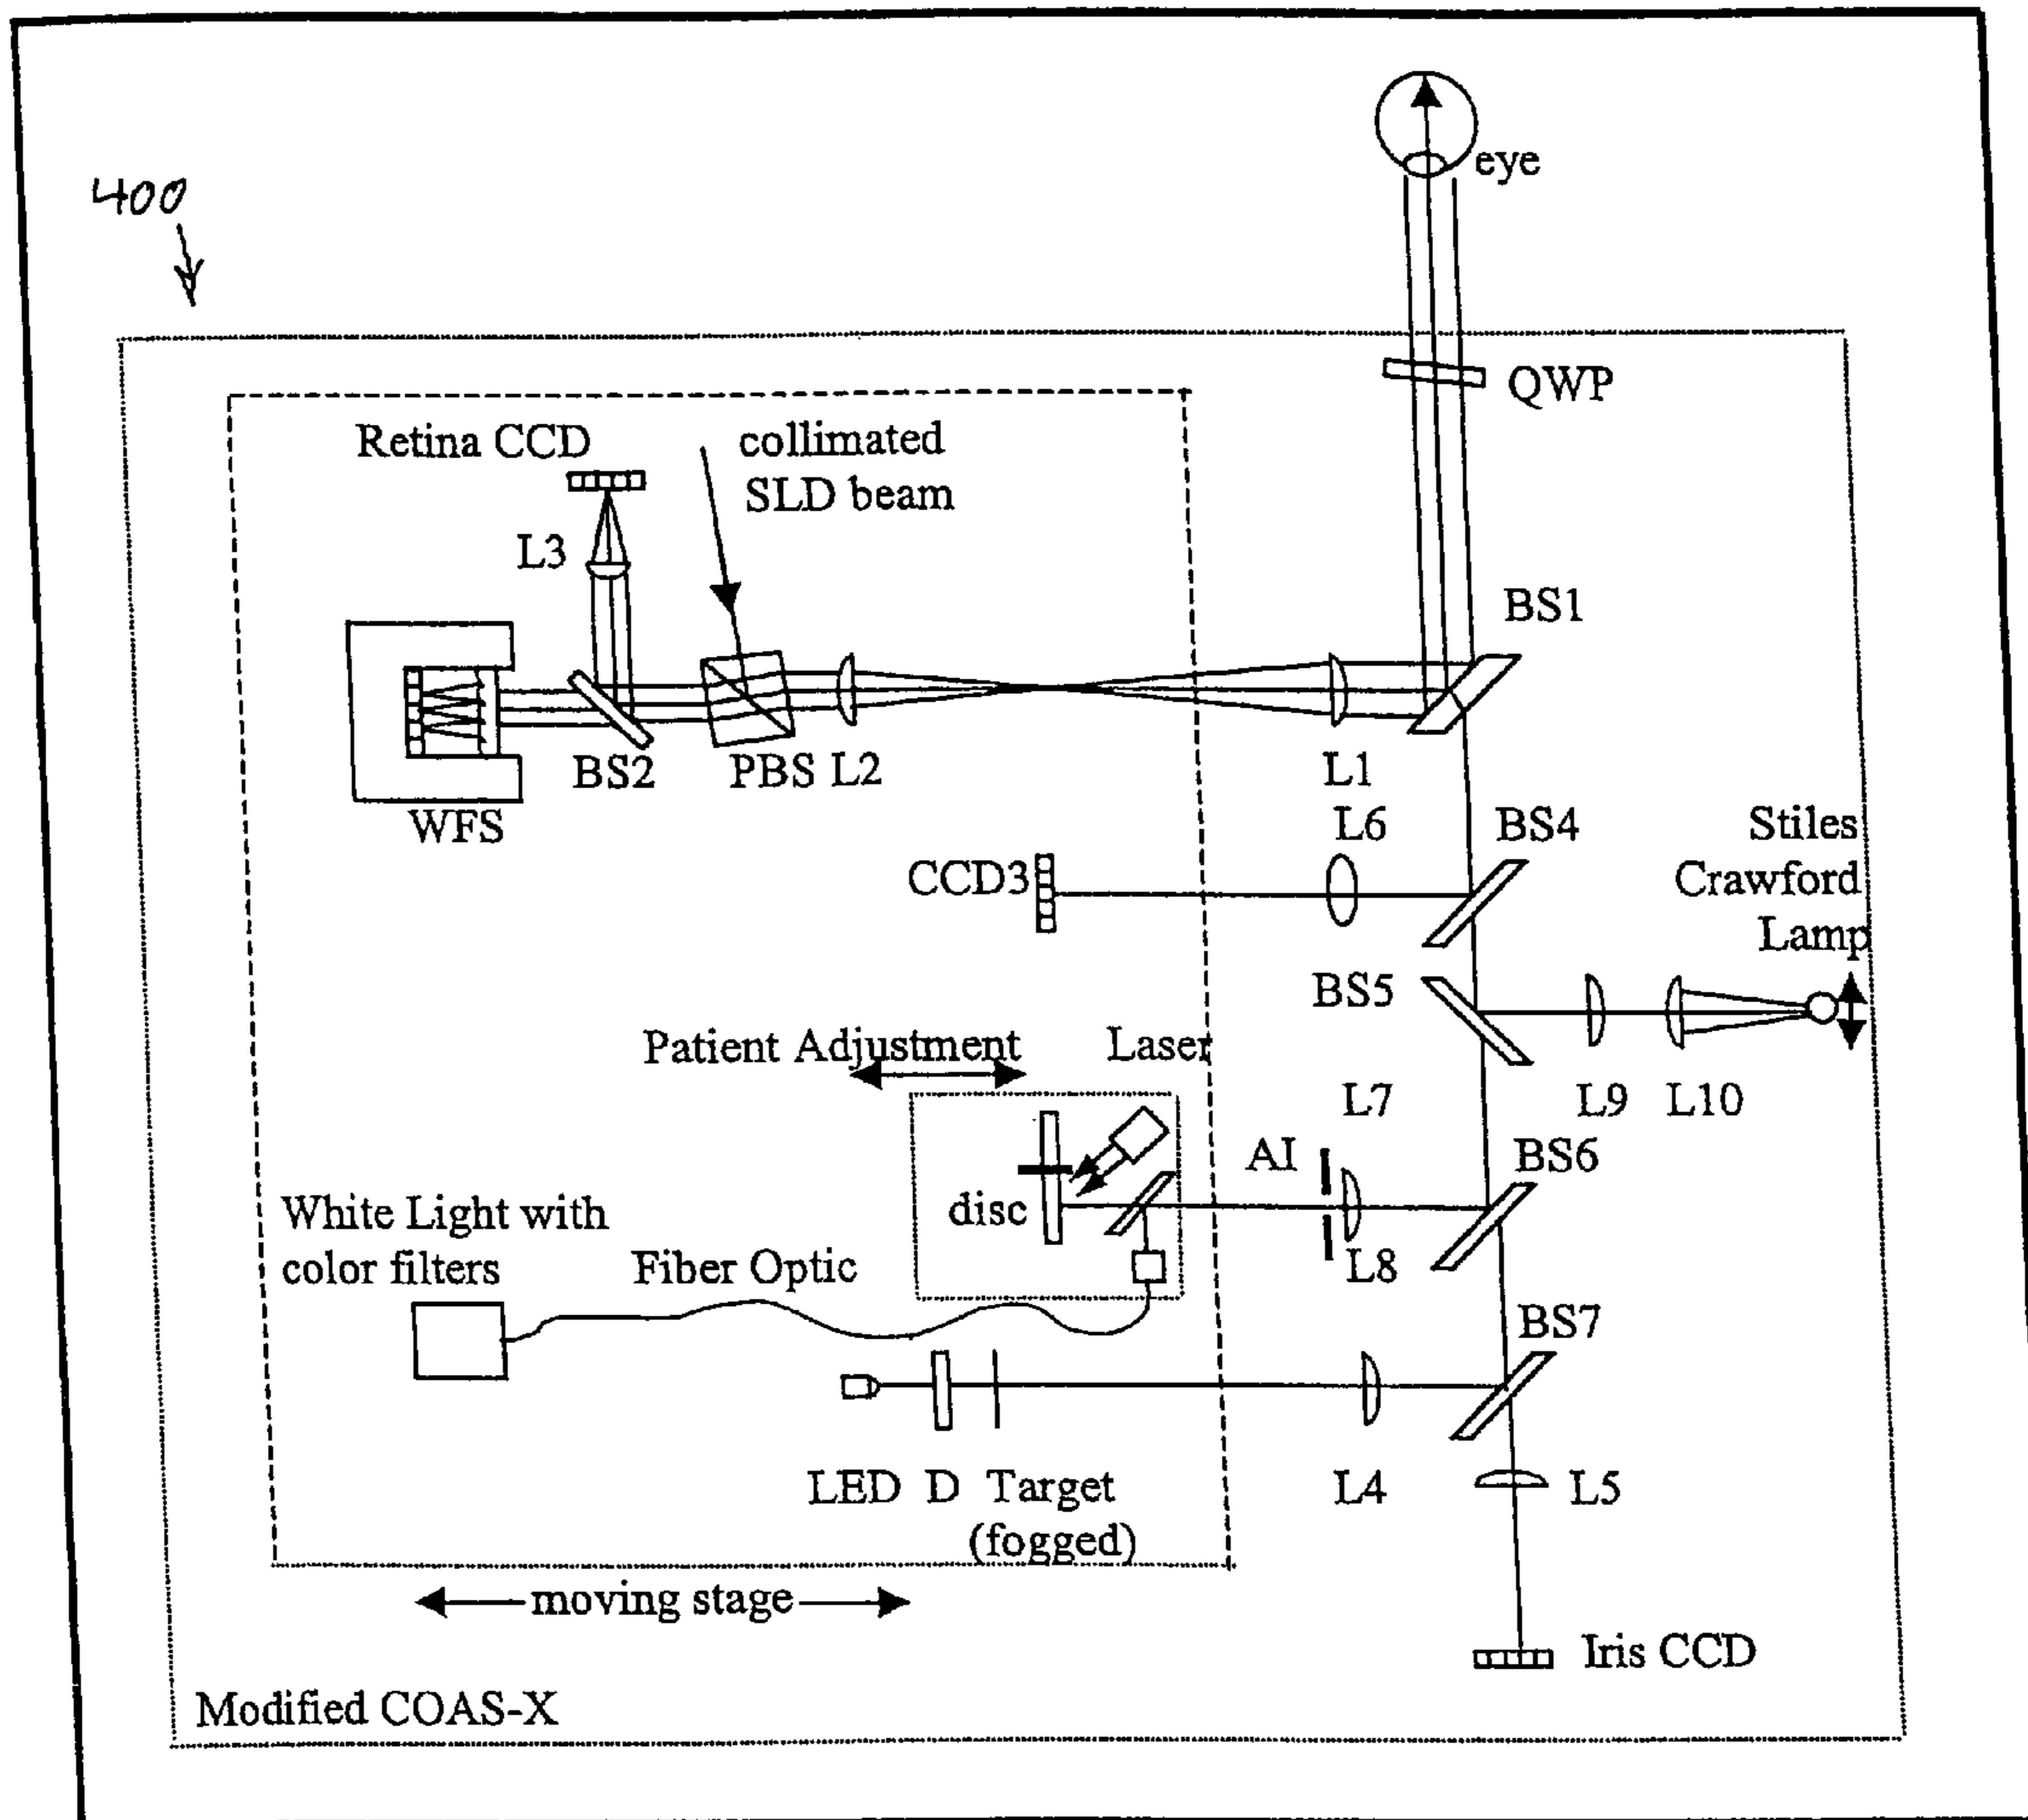 400
eye
QWP
Retina CCD
collimated
SLD beam
L3
BS1
BS2
PBS
L2
L1
WFS
L6
BS4
Stiles
Crawford
Lamp
CCD3
BS5
Patient Adjustment
Laser
L7
L9
L10
AI
BS6
disc
White Light with
color filters
Fiber Optic
L8
BS7
LED
D
Target
(fogged)
L4
L5
moving stage
Iris CCD
Modified COAS-X